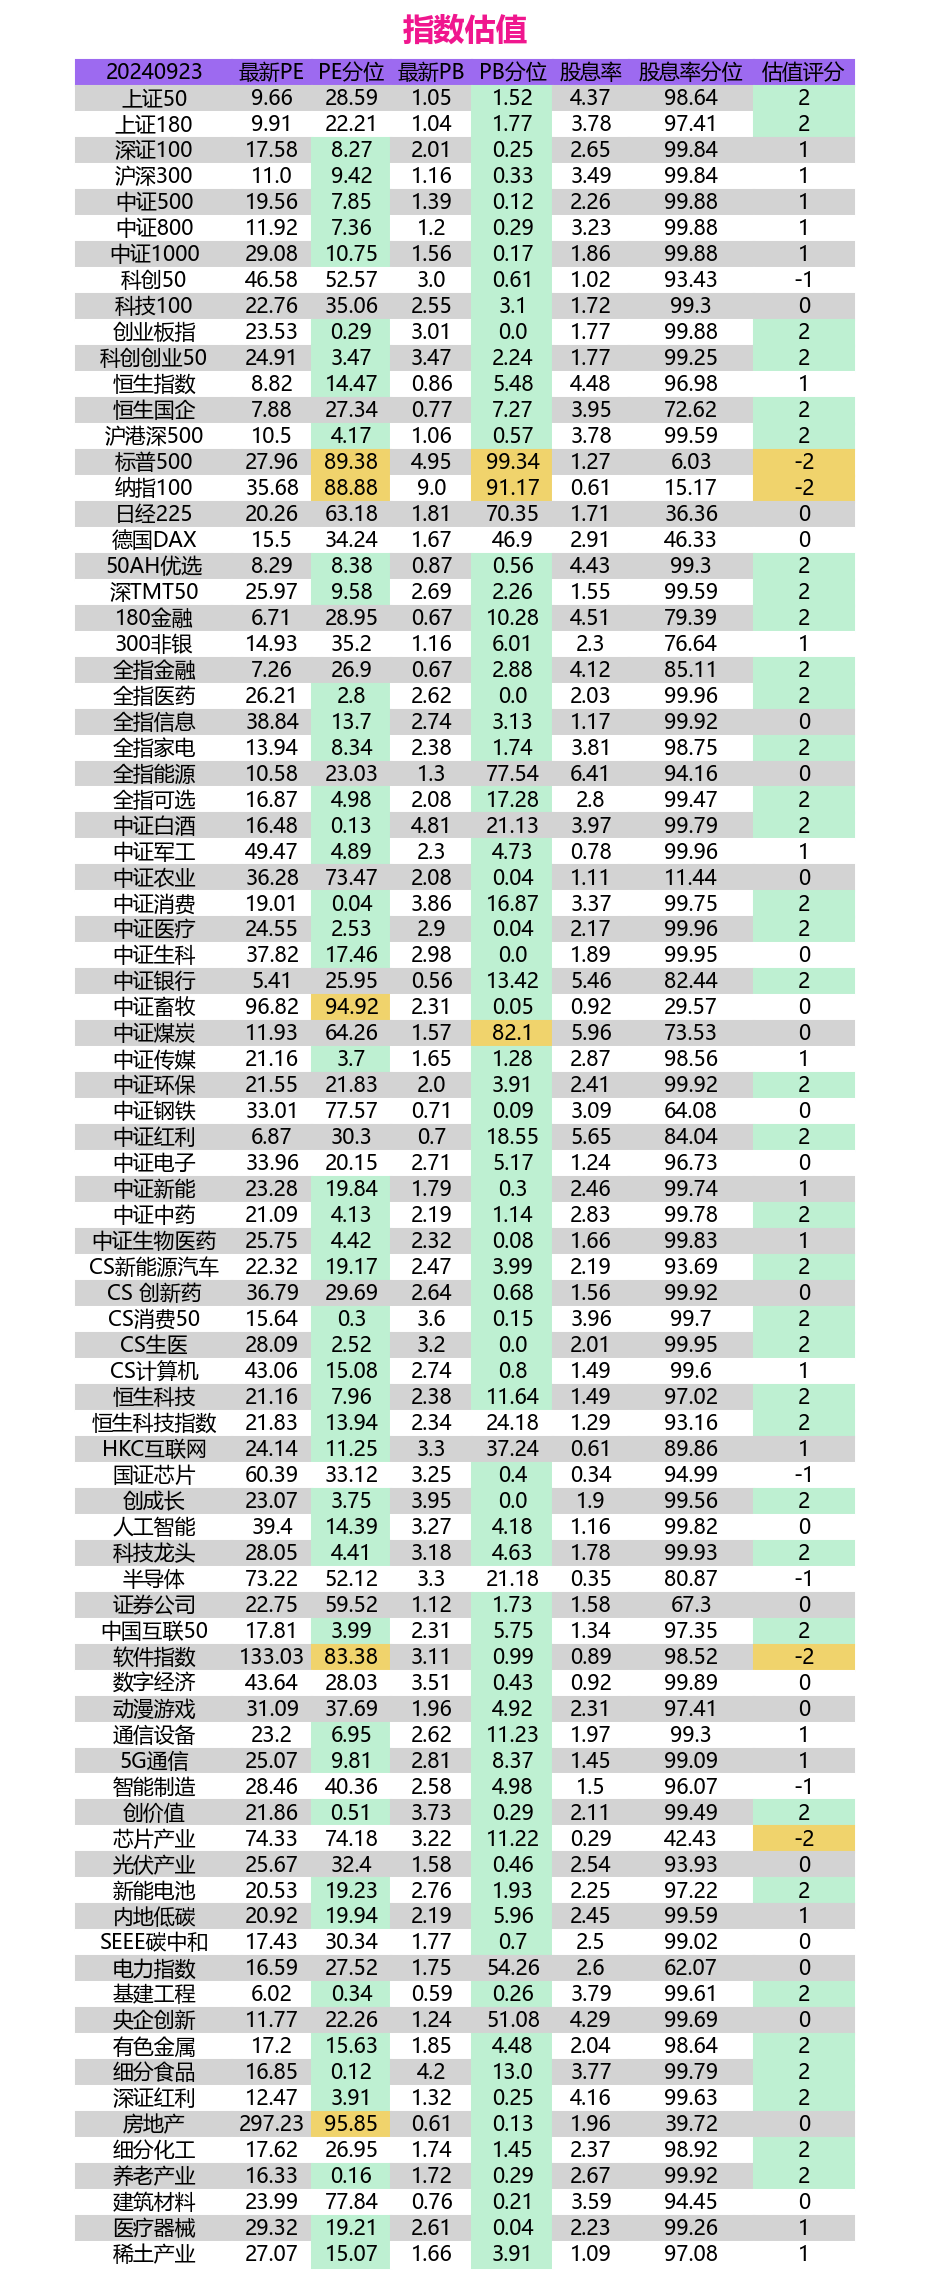 指数估值
20240923 最新PE PE分位 最新PB PB分位 股息率 股息率分位 估值评分
上证50 9.66 28.59 1.05 1.52 4.37 98.64 2
上证180 9.91 22.21 1.04 1.77 3.78 97.41 2
深证100 17.58 8.27 2.01 0.25 2.65 99.84 1
沪深300 11.0 9.42 1.16 0.33 3.49 99.84 1
中证500 19.56 7.85 1.39 0.12 2.26 99.88 1
中证800 11.92 7.36 1.2 0.29 3.23 99.88 1
中证1000 29.08 10.75 1.56 0.17 1.86 99.88 1
科创50 46.58 52.57 3.0 0.61 1.02 93.43 -1
科技100 22.76 35.06 2.55 3.1 1.72 99.3 0
创业板指 23.53 0.29 3.01 0.0 1.77 99.88 2
科创创业50 24.91 3.47 3.47 2.24 1.77 99.25 2
恒生指数 8.82 14.47 0.86 5.48 4.48 96.98 1
恒生国企 7.88 27.34 0.77 7.27 3.95 72.62 2
沪港深500 10.5 4.17 1.06 0.57 3.78 99.59 2
标普500 27.96 89.38 4.95 99.34 1.27 6.03 -2
纳指100 35.68 88.88 9.0 91.17 0.61 15.17 -2
日经225 20.26 63.18 1.81 70.35 1.71 36.36 0
德国DAX 15.5 34.24 1.67 46.9 2.91 46.33 0
50AH优选 8.29 8.38 0.87 0.56 4.43 99.3 2
深TMT50 25.97 9.58 2.69 2.26 1.55 99.59 2
180金融 6.71 28.95 0.67 10.28 4.51 79.39 2
300非银 14.93 35.2 1.16 6.01 2.3 76.64 1
全指金融 7.26 26.9 0.67 2.88 4.12 85.11 2
全指医药 26.21 2.8 2.62 0.0 2.03 99.96 2
全指信息 38.84 13.7 2.74 3.13 1.17 99.92 0
全指家电 13.94 8.34 2.38 1.74 3.81 98.75 2
全指能源 10.58 23.03 1.3 77.54 6.41 94.16 0
全指可选 16.87 4.98 2.08 17.28 2.8 99.47 2
中证白酒 16.48 0.13 4.81 21.13 3.97 99.79 2
中证军工 49.47 4.89 2.3 4.73 0.78 99.96 1
中证农业 36.28 73.47 2.08 0.04 1.11 11.44 0
中证消费 19.01 0.04 3.86 16.87 3.37 99.75 2
中证医疗 24.55 2.53 2.9 0.04 2.17 99.96 2
中证生科 37.82 17.46 2.98 0.0 1.89 99.95 0
中证银行 5.41 25.95 0.56 13.42 5.46 82.44 2
中证畜牧 96.82 94.92 2.31 0.05 0.92 29.57 0
中证煤炭 11.93 64.26 1.57 82.1 5.96 73.53 0
中证传媒 21.16 3.7 1.65 1.28 2.87 98.56 1
中证环保 21.55 21.83 2.0 3.91 2.41 99.92 2
中证钢铁 33.01 77.57 0.71 0.09 3.09 64.08 0
中证红利 6.87 30.3 0.7 18.55 5.65 84.04 2
中证电子 33.96 20.15 2.71 5.17 1.24 96.73 0
中证新能 23.28 19.84 1.79 0.3 2.46 99.74 1
中证中药 21.09 4.13 2.19 1.14 2.83 99.78 2
中证生物医药 25.75 4.42 2.32 0.08 1.66 99.83 1
CS新能源汽车 22.32 19.17 2.47 3.99 2.19 93.69 2
CS 创新药 36.79 29.69 2.64 0.68 1.56 99.92 0
CS消费50 15.64 0.3 3.6 0.15 3.96 99.7 2
CS生医 28.09 2.52 3.2 0.0 2.01 99.95 2
CS计算机 43.06 15.08 2.74 0.8 1.49 99.6 1
恒生科技 21.16 7.96 2.38 11.64 1.49 97.02 2
恒生科技指数 21.83 13.94 2.34 24.18 1.29 93.16 2
HKC互联网 24.14 11.25 3.3 37.24 0.61 89.86 1
国证芯片 60.39 33.12 3.25 0.4 0.34 94.99 -1
创成长 23.07 3.75 3.95 0.0 1.9 99.56 2
人工智能 39.4 14.39 3.27 4.18 1.16 99.82 0
科技龙头 28.05 4.41 3.18 4.63 1.78 99.93 2
半导体 73.22 52.12 3.3 21.18 0.35 80.87 -1
证券公司 22.75 59.52 1.12 1.73 1.58 67.3 0
中国互联50 17.81 3.99 2.31 5.75 1.34 97.35 2
软件指数 133.03 83.38 3.11 0.99 0.89 98.52 -2
数字经济 43.64 28.03 3.51 0.43 0.92 99.89 0
动漫游戏 31.09 37.69 1.96 4.92 2.31 97.41 0
通信设备 23.2 6.95 2.62 11.23 1.97 99.3 1
5G通信 25.07 9.81 2.81 8.37 1.45 99.09 1
智能制造 28.46 40.36 2.58 4.98 1.5 96.07 -1
创价值 21.86 0.51 3.73 0.29 2.11 99.49 2
芯片产业 74.33 74.18 3.22 11.22 0.29 42.43 -2
光伏产业 25.67 32.4 1.58 0.46 2.54 93.93 0
新能电池 20.53 19.23 2.76 1.93 2.25 97.22 2
内地低碳 20.92 19.94 2.19 5.96 2.45 99.59 1
SEEE碳中和 17.43 30.34 1.77 0.7 2.5 99.02 0
电力指数 16.59 27.52 1.75 54.26 2.6 62.07 0
基建工程 6.02 0.34 0.59 0.26 3.79 99.61 2
央企创新 11.77 22.26 1.24 51.08 4.29 99.69 0
有色金属 17.2 15.63 1.85 4.48 2.04 98.64 2
细分食品 16.85 0.12 4.2 13.0 3.77 99.79 2
深证红利 12.47 3.91 1.32 0.25 4.16 99.63 2
房地产 297.23 95.85 0.61 0.13 1.96 39.72 0
细分化工 17.62 26.95 1.74 1.45 2.37 98.92 2
养老产业 16.33 0.16 1.72 0.29 2.67 99.92 2
建筑材料 23.99 77.84 0.76 0.21 3.59 94.45 0
医疗器械 29.32 19.21 2.61 0.04 2.23 99.26 1
稀土产业 27.07 15.07 1.66 3.91 1.09 97.08 1